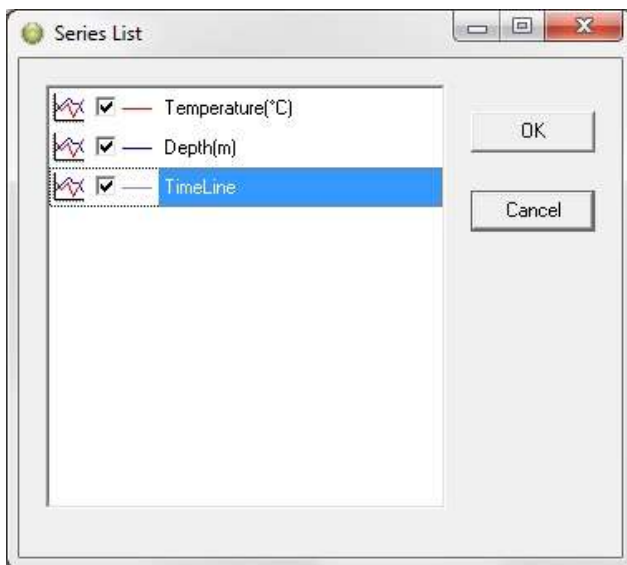 Series List
Temperature(°C)
Depth(m)
TimeLine
OK
Cancel